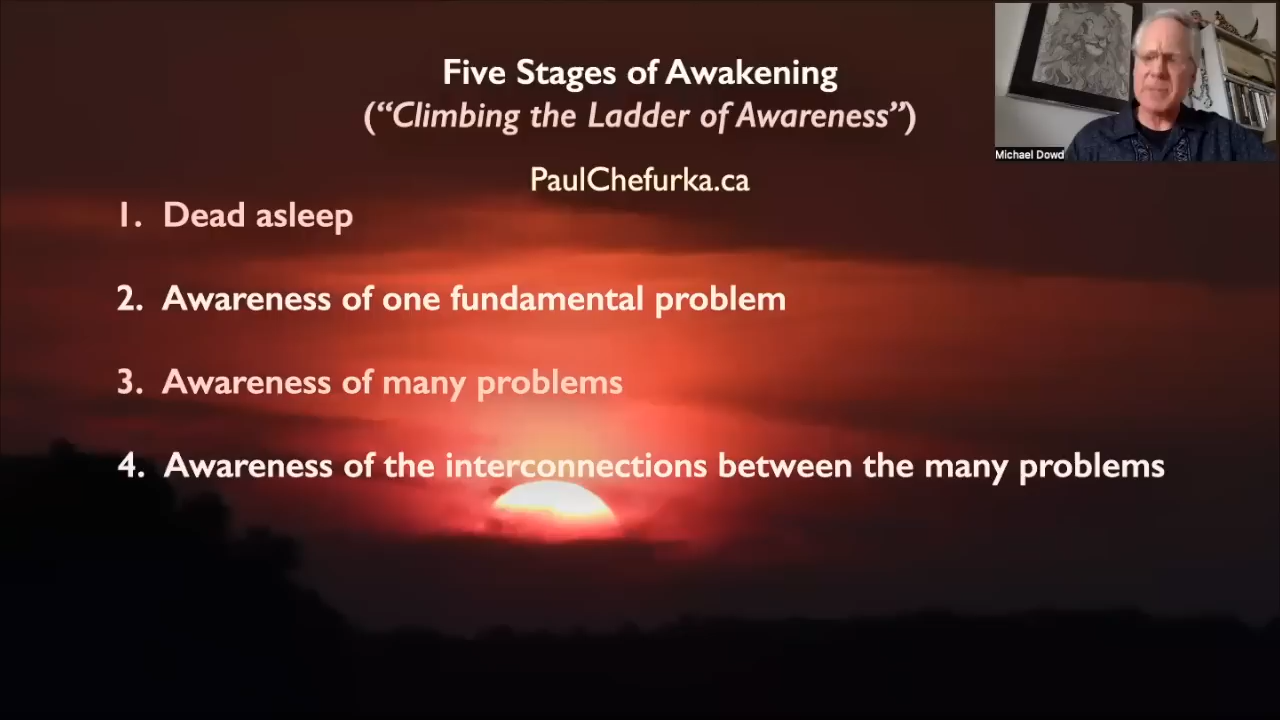 Five Stages of Awakening
(“Climbing the Ladder of Awareness”)
PaulChefurka.ca
1. Dead asleep
2. Awareness of one fundamental problem
3. Awareness of many problems
4. Awareness of the interconnections between the many problems
Michael Dowd